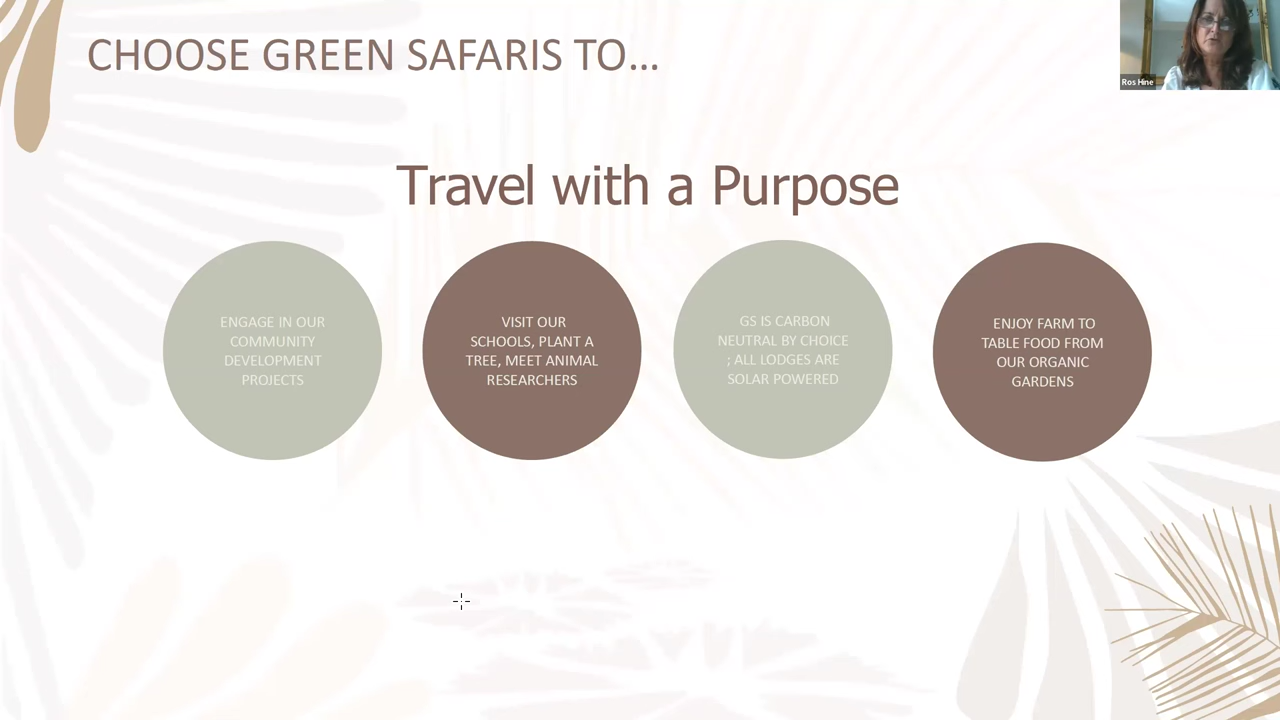 CHOOSE GREEN SAFARIS TO...
Ros Hine
Travel with a Purpose
ENGAGE IN OUR
COMMUNITY
DEVELOPMENT
PROJECTS
VISIT OUR
SCHOOLS, PLANT A
TREE, MEET ANIMAL
RESEARCHERS
GS IS CARBON
NEUTRAL BY CHOICE
; ALL LODGES ARE
SOLAR POWERED
ENJOY FARM TO
TABLE FOOD FROM
OUR ORGANIC
GARDENS